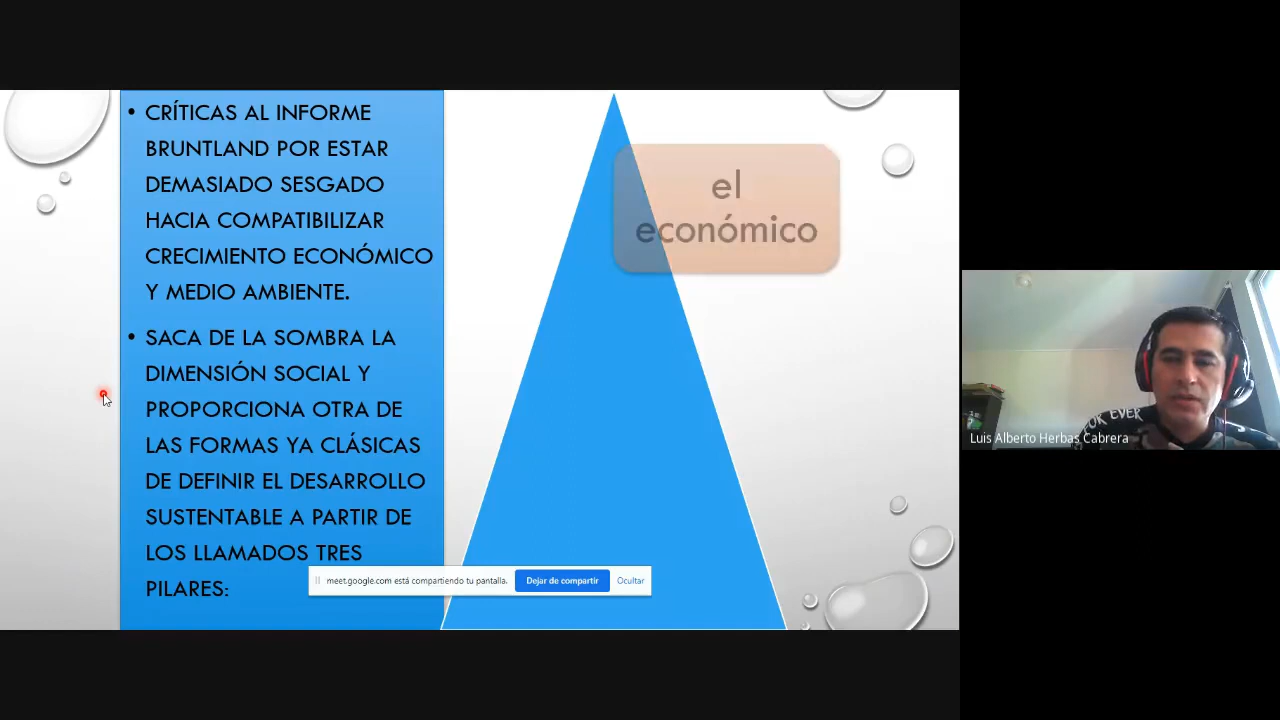 • CRÍTICAS AL INFORME
BRUNTLAND POR ESTAR
DEMASIADO SESGADO
HACIA COMPATIBILIZAR
CRECIMIENTO ECONÓMICO
Y MEDIO AMBIENTE.
• SACA DE LA SOMBRA LA
DIMENSIÓN SOCIAL Y
PROPORCIONA OTRA DE
LAS FORMAS YA CLÁSICAS
DE DEFINIR EL DESARROLLO
SUSTENTABLE A PARTIR DE
LOS LLAMADOS TRES
PILARES:
el
económico
meet.google.com está compartiendo tu pantalla.
Dejar de compartir
Ocultar
FOR EVER
Luis Alberto Herbas Cabrera